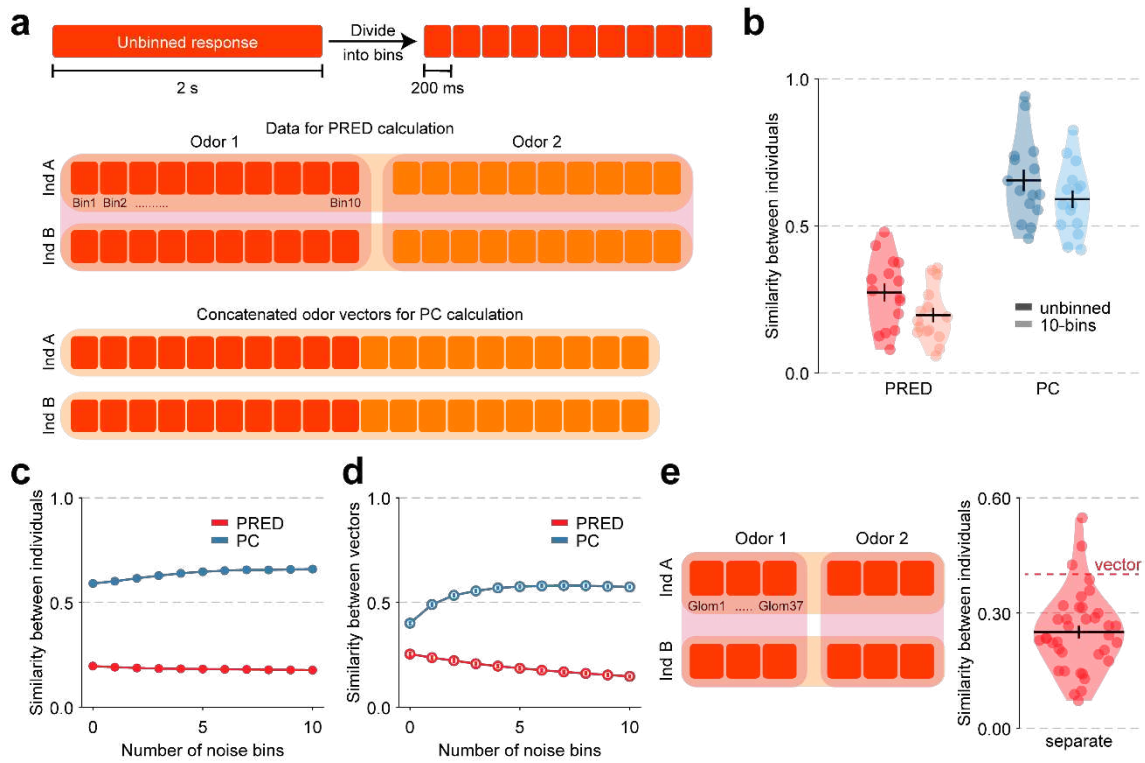 a
Unbinned response
Divide
into bins
2 s
200 ms
Data for PRED calculation
Odor 1
Odor 2
Ind A
Bin1 Bin2 .......... Bin10
Ind B
Concatenated odor vectors for PC calculation
Ind A
Ind B
b
Similarity between individuals
1.0
0.5
0.0
unbinned
10-bins
PRED
PC
c
Similarity between individuals
1.0
0.5
0.0
PRED
PC
0
5
10
Number of noise bins
d
Similarity between vectors
1.0
0.5
0.0
PRED
PC
0
5
10
Number of noise bins
e
Odor 1
Odor 2
Ind A
Glom1 ..... Glom37
Ind B
Similarity between individuals
0.60
0.30
0.00
vector
separate